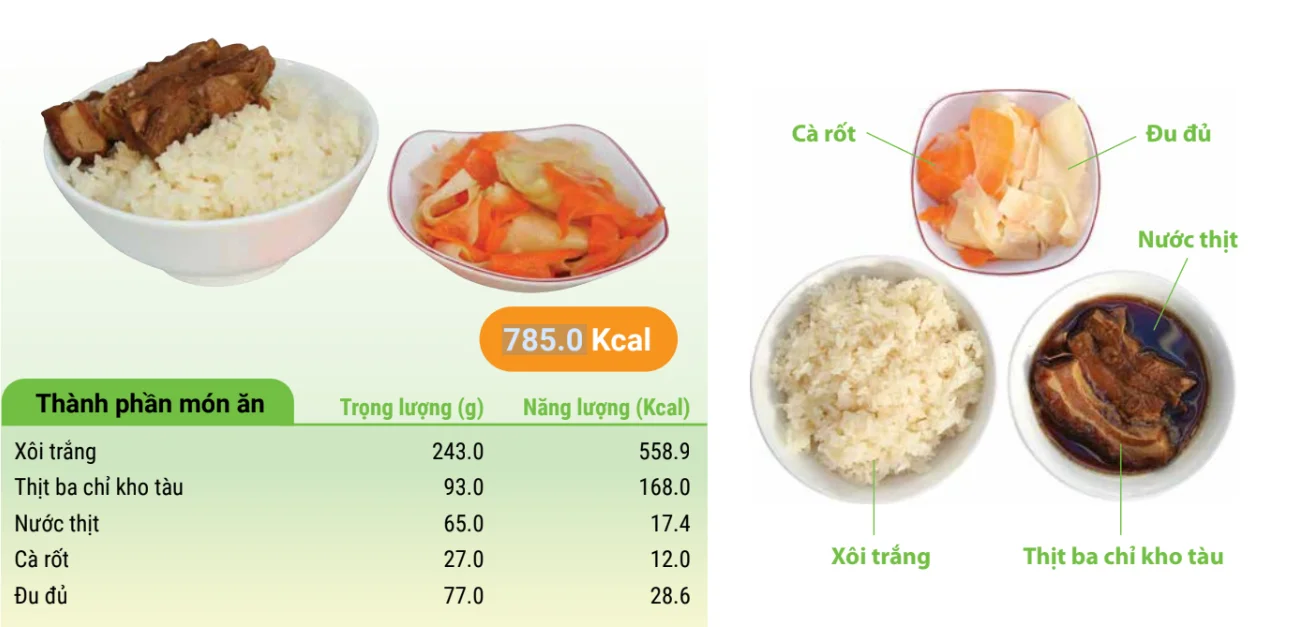 785.0 Kcal
Thành phần món ăn Trọng lượng (g) Năng lượng (Kcal)
Xôi trắng 243.0 558.9
Thịt ba chỉ kho tàu 93.0 168.0
Nước thịt 65.0 17.4
Cà rốt 27.0 12.0
Đu đủ 77.0 28.6
Cà rốt
Đu đủ
Nước thịt
Xôi trắng
Thịt ba chỉ kho tàu